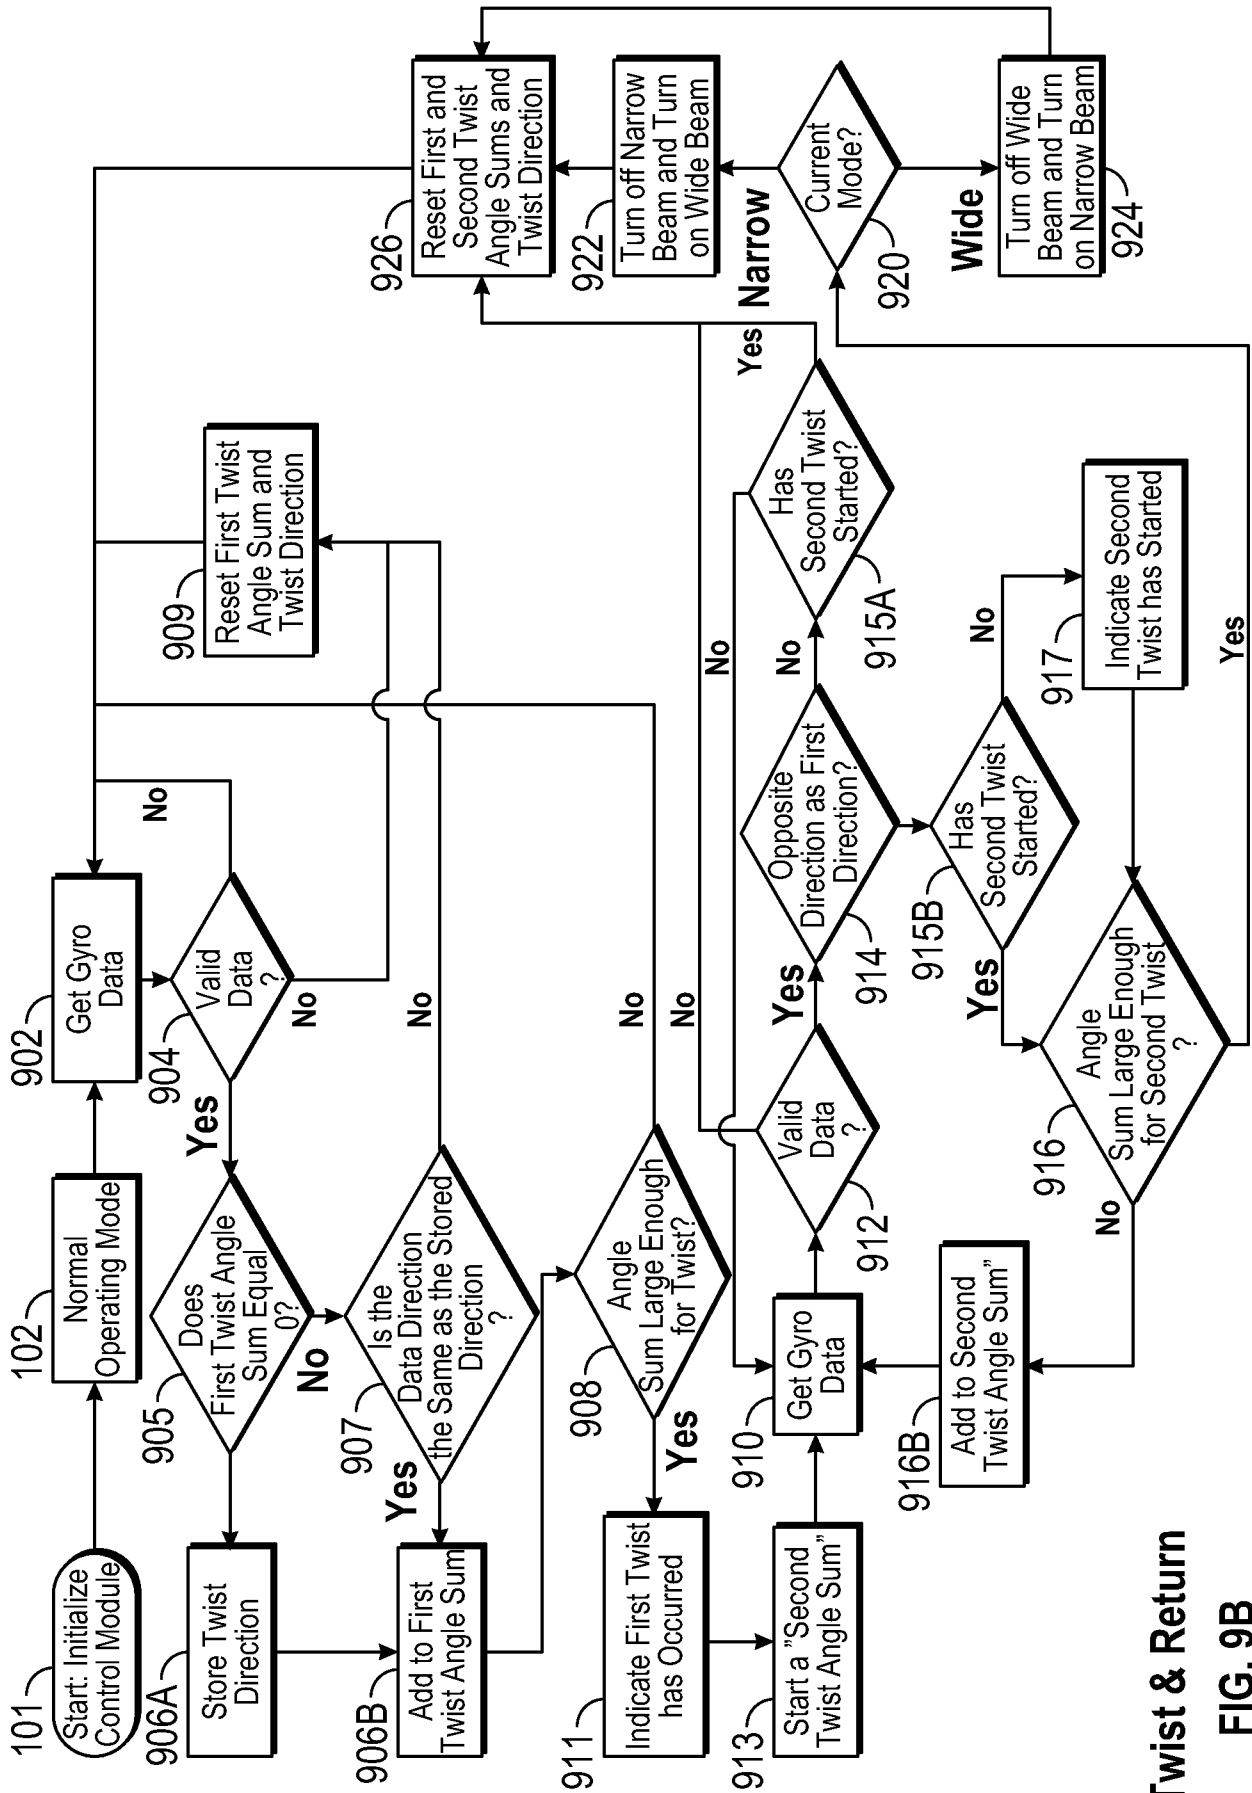 101
Start: Initialize
Control Module
102
Normal
Operating Mode
902
Get Gyro
Data
904
Valid
Data
?
No
No
Yes
905
Does
First Twist Angle
Sum Equal
0?
No
906A
Store Twist
Direction
907
Is the
Data Direction
the Same as the Stored
Direction
?
No
Yes
906B
Add to First
Twist Angle Sum
909
Reset First Twist
Angle Sum and
Twist Direction
908
Angle
Sum Large Enough
for Twist?
No
Yes
911
Indicate First Twist
has Occurred
913
Start a "Second
Twist Angle Sum"
910
Get Gyro
Data
912
Valid
Data
?
No
Yes
914
Opposite
Direction as First
Direction?
No
915A
Has
Second Twist
Started?
No
Yes
915B
Has
Second Twist
Started?
Yes
No
917
Indicate Second
Twist has Started
916
Angle
Sum Large Enough
for Second Twist
?
No
Yes
916B
Add to Second
Twist Angle Sum"
920
Current
Mode?
Narrow
Wide
922
Turn off Narrow
Beam and Turn
on Wide Beam
924
Turn off Wide
Beam and Turn
on Narrow Beam
926
Reset First and
Second Twist
Angle Sums and
Twist Direction
Twist & Return
FIG. 9B